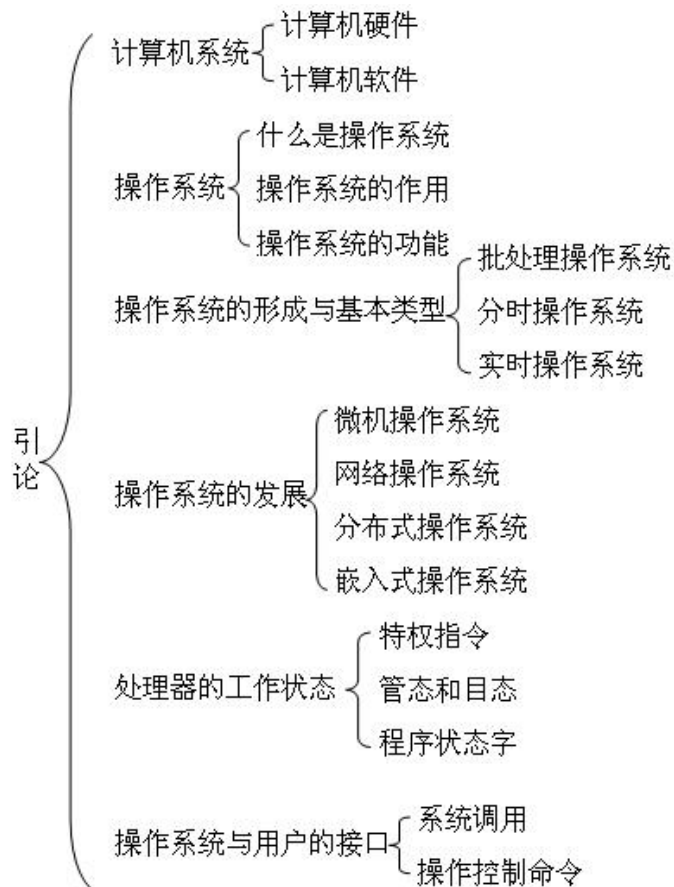 引论
计算机系统
计算机硬件
计算机软件
操作系统
什么是操作系统
操作系统的作用
操作系统的功能
操作系统的形成与基本类型
批处理操作系统
分时操作系统
实时操作系统
操作系统的发展
微机操作系统
网络操作系统
分布式操作系统
嵌入式操作系统
处理器的工作状态
特权指令
管态和目态
程序状态字
操作系统与用户的接口
系统调用
操作控制命令